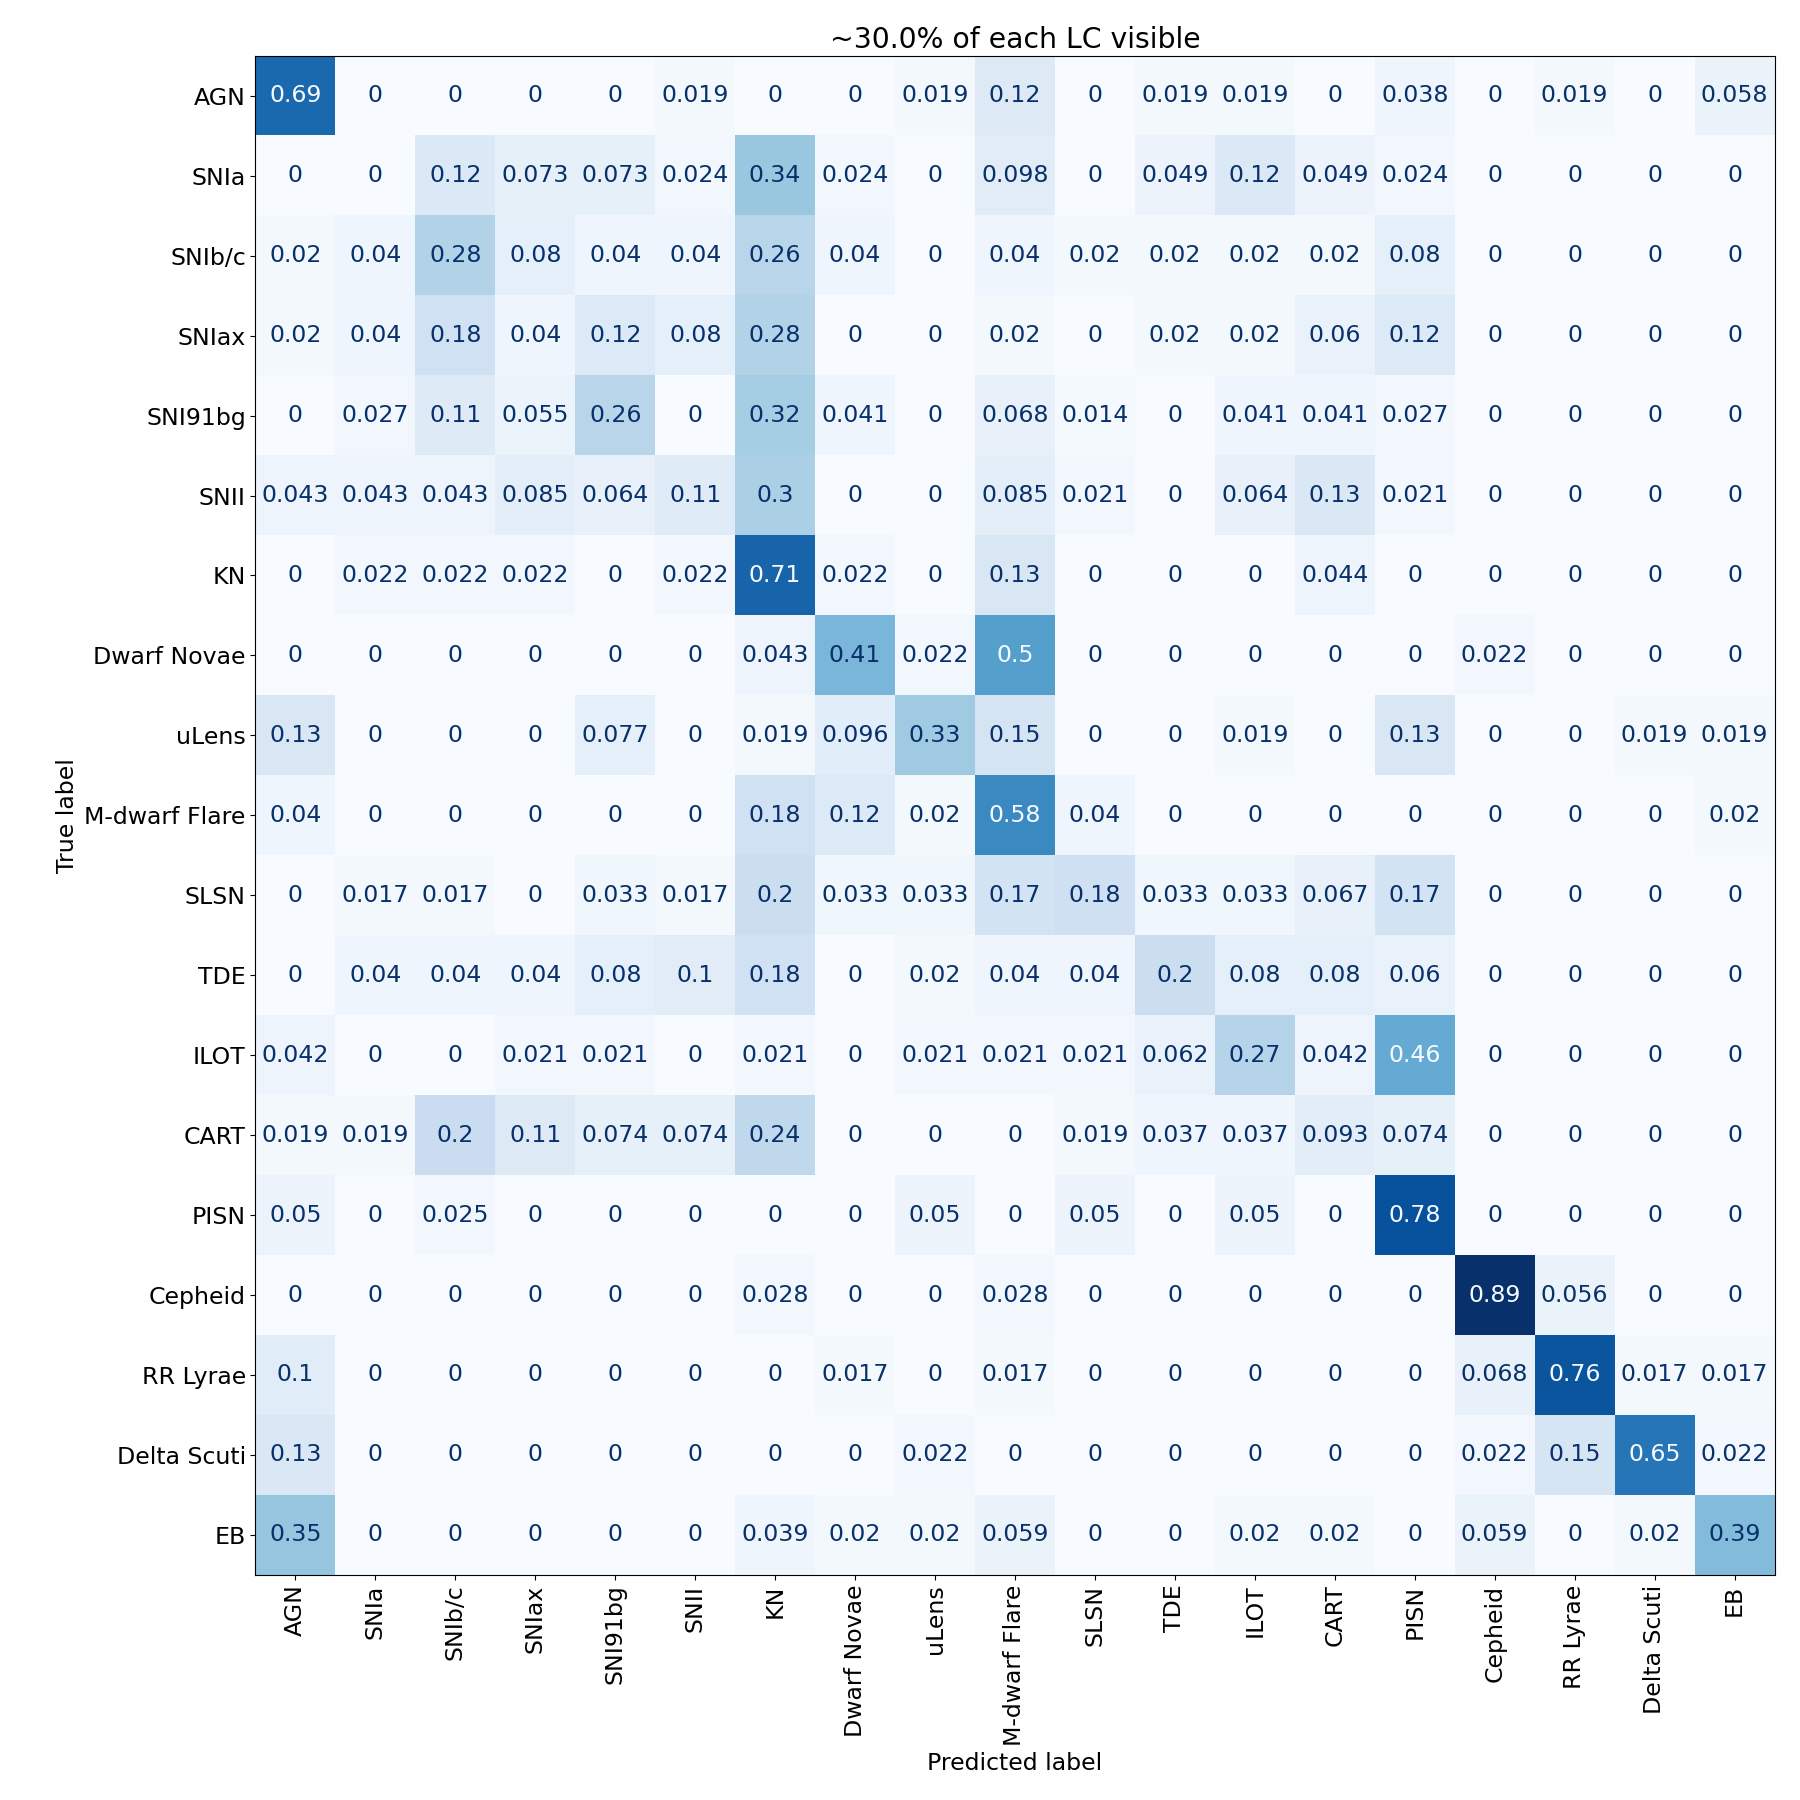 ~30.0% of each LC visible
AGN 0.69 0 0 0 0 0.019 0 0 0.019 0.12 0 0.019 0.019 0 0.038 0 0.019 0 0.058
SNIa 0 0 0.12 0.073 0.073 0.024 0.34 0.024 0 0.098 0 0.049 0.12 0.049 0.024 0 0 0 0
SNIb/c 0.02 0.04 0.28 0.08 0.04 0.04 0.26 0.04 0 0.04 0.02 0.02 0.02 0.02 0.08 0 0 0 0
SNIax 0.02 0.04 0.18 0.04 0.12 0.08 0.28 0 0 0.02 0 0.02 0.02 0.06 0.12 0 0 0 0
SNI91bg 0 0.027 0.11 0.055 0.26 0 0.32 0.041 0 0.068 0.014 0 0.041 0.041 0.027 0 0 0 0
SNII 0.043 0.043 0.043 0.085 0.064 0.11 0.3 0 0 0.085 0.021 0 0.064 0.13 0.021 0 0 0 0
KN 0 0.022 0.022 0.022 0 0.022 0.71 0.022 0 0.13 0 0 0 0.044 0 0 0 0 0
Dwarf Novae 0 0 0 0 0 0 0.043 0.41 0.022 0.5 0 0 0 0 0 0.022 0 0 0
uLens 0.13 0 0 0 0.077 0 0.019 0.096 0.33 0.15 0 0 0.019 0 0.13 0 0 0.019 0.019
M-dwarf Flare 0.04 0 0 0 0 0 0.18 0.12 0.02 0.58 0.04 0 0 0 0 0 0 0 0.02
SLSN 0 0.017 0.017 0 0.033 0.017 0.2 0.033 0.033 0.17 0.18 0.033 0.033 0.067 0.17 0 0 0 0
TDE 0 0.04 0.04 0.04 0.08 0.1 0.18 0 0.02 0.04 0.04 0.2 0.08 0.08 0.06 0 0 0 0
ILOT 0.042 0 0 0.021 0.021 0 0.021 0 0.021 0.021 0.021 0.062 0.27 0.042 0.46 0 0 0 0
CART 0.019 0.019 0.2 0.11 0.074 0.074 0.24 0 0 0 0.019 0.037 0.037 0.093 0.074 0 0 0 0
PISN 0.05 0 0.025 0 0 0 0 0 0.05 0 0.05 0 0.05 0 0.78 0 0 0 0
Cepheid 0 0 0 0 0 0 0.028 0 0 0.028 0 0 0 0 0 0.89 0.056 0 0
RR Lyrae 0.1 0 0 0 0 0 0 0.017 0 0.017 0 0 0 0 0 0.068 0.76 0.017 0.017
Delta Scuti 0.13 0 0 0 0 0 0 0 0.022 0 0 0 0 0 0 0.022 0.15 0.65 0.022
EB 0.35 0 0 0 0 0 0.039 0.02 0.02 0.059 0 0 0.02 0.02 0 0.059 0 0.02 0.39
True label
AGN SNIa SNIb/c SNIax SNI91bg SNII KN Dwarf Novae uLens M-dwarf Flare SLSN TDE ILOT CART PISN Cepheid RR Lyrae Delta Scuti EB
Predicted label